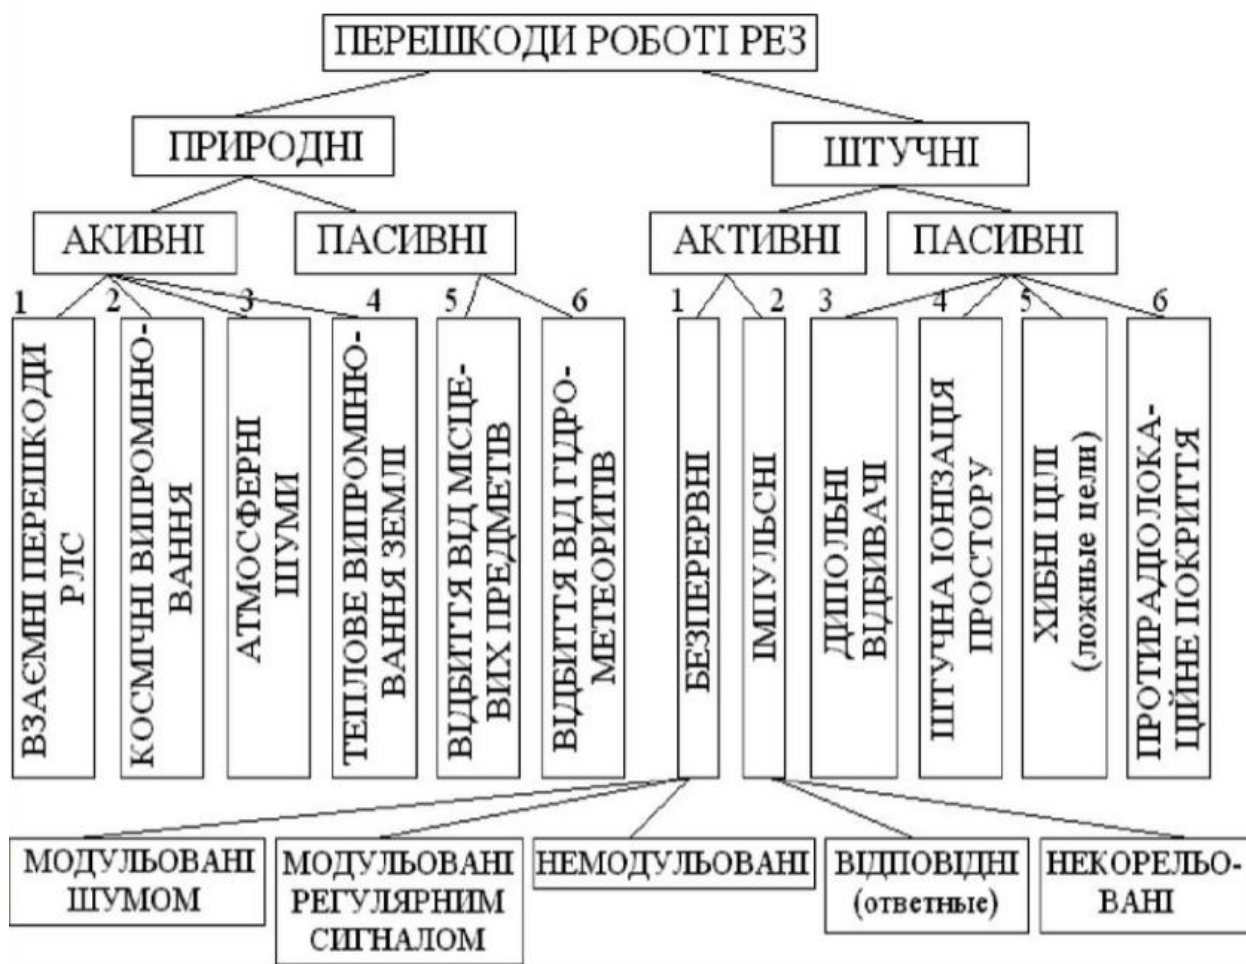 ПЕРЕШКОДИ РОБОТІ РЕЗ
ПРИРОДНІ
ШТУЧНІ
АКИВНІ
ПАСИВНІ
АКТИВНІ
ПАСИВНІ
1
2
3
4
5
6
1
2
3
4
5
6
ВЗАЄМНІ ПЕРЕШКОДИ
РЛС
КОСМІЧНІ ВИПРОМІНЮ-
ВАННЯ
АТМОСФЕРНІ
ШУМИ
ТЕПЛОВЕ ВИПРОМІНЮ-
ВАННЯ ЗЕМЛІ
ВІДБИТТЯ ВІД МІСЦЕ-
ВИХ ПРЕДМЕТІВ
ВІДБИТТЯ ВІД ГІДРО-
МЕТЕОРИТІВ
БЕЗПЕРЕРВНІ
ІМПУЛЬСНІ
ДИПОЛЬНІ
ВІДБИВАЧІ
ШТУЧНА ІОНІЗАЦІЯ
ПРОСТОРУ
ХИБНІ ЦІЛІ
(ложные цели)
ПРОТИРАДІОЛОКА-
ЦІЙНЕ ПОКРИТТЯ
МОДУЛЬОВАНІ
ШУМОМ
МОДУЛЬОВАНІ
РЕГУЛЯРНИМ
СИГНАЛОМ
НЕМОДУЛЬОВАНІ
ВІДПОВІДНІ
(ответные)
НЕКОРЕЛЬО-
ВАНІ